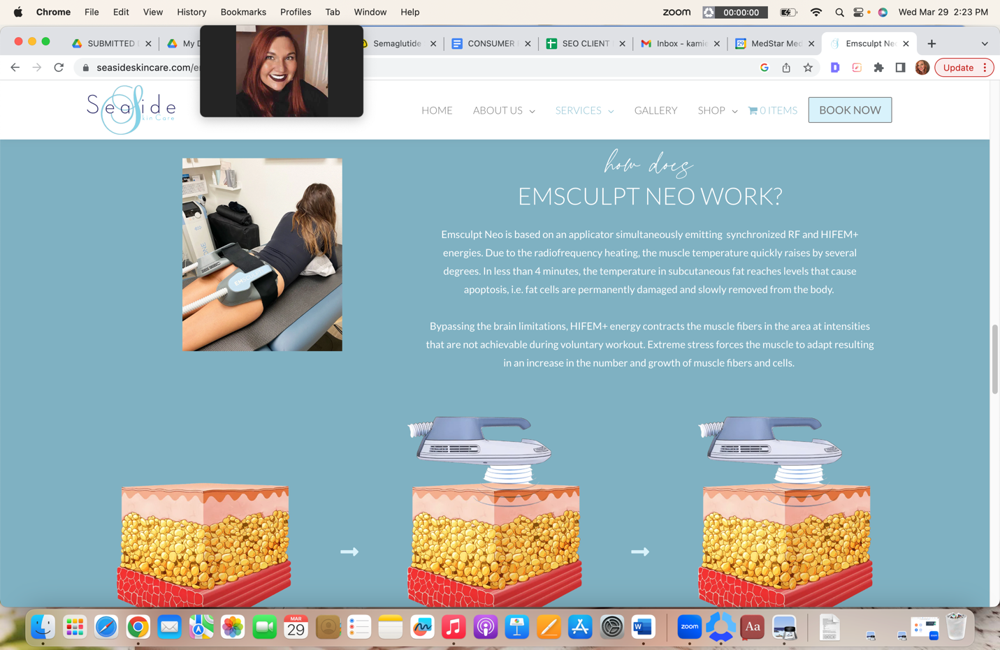 Chrome File Edit View History Bookmarks Profiles Tab Window Help zoom 00:00:00 Wed Mar 29 2:23 PM
SUBMITTED My D Semaglutide CONSUMER SEO CLIENT Inbox - kamie 29 MedStar Med Emsculpt Ne
seasideskincare.com/e Update
Seaside
Skin Care
HOME ABOUT US SERVICES GALLERY SHOP 0 ITEMS BOOK NOW
how does
EMSCULPT NEO WORK?
Emsculpt Neo is based on an applicator simultaneously emitting synchronized RF and HIFEM+
energies. Due to the radiofrequency heating, the muscle temperature quickly raises by several
degrees. In less than 4 minutes, the temperature in subcutaneous fat reaches levels that cause
apoptosis, i.e. fat cells are permanently damaged and slowly removed from the body.
Bypassing the brain limitations, HIFEM+ energy contracts the muscle fibers in the area at intensities
that are not achievable during voluntary workout. Extreme stress forces the muscle to adapt resulting
in an increase in the number and growth of muscle fibers and cells.
MAR
29 W zoom Aa
DOCX
zoom